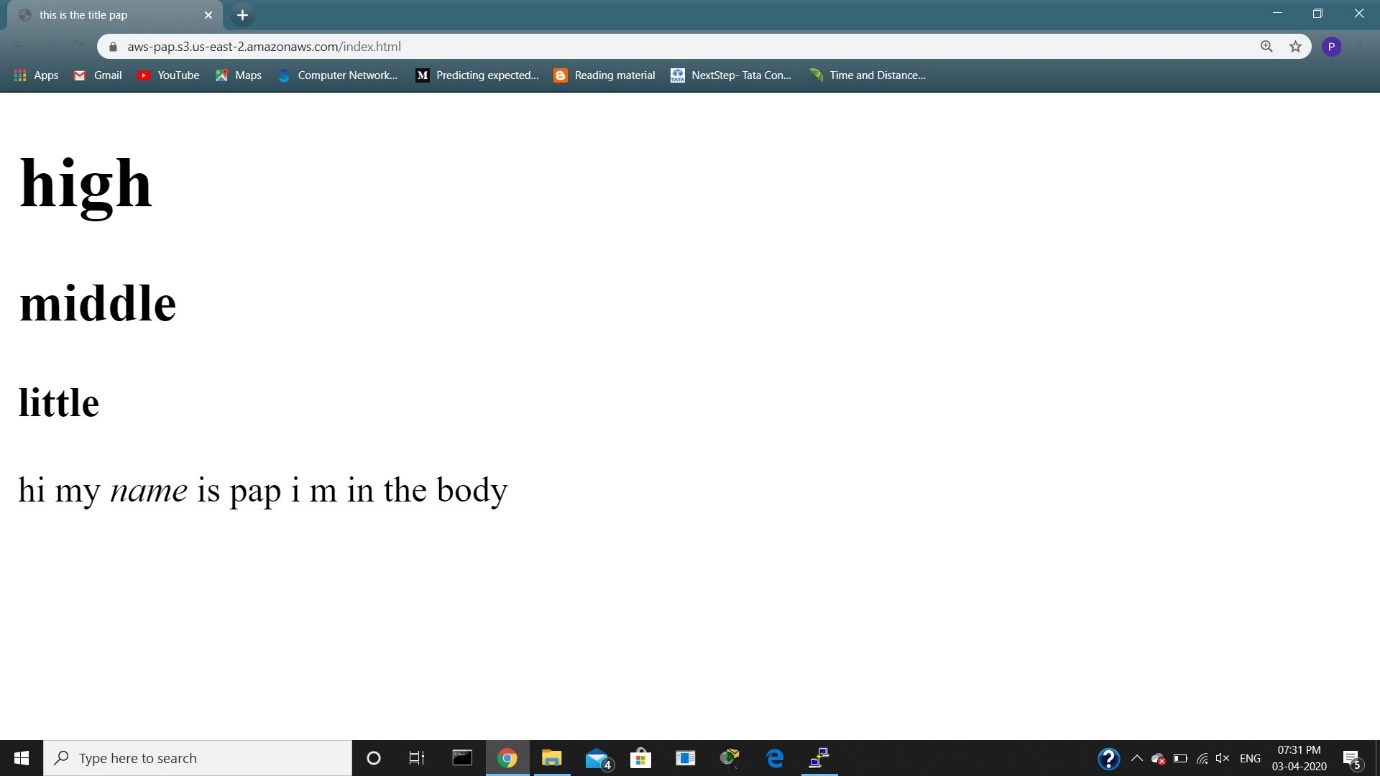 this is the title pap
aws-pap.s3.us-east-2.amazonaws.com/index.html
P
Apps Gmail YouTube Maps Computer Network... Predicting expected... Reading material NextStep- Tata Con... Time and Distance...
high
middle
little
hi my name is pap i m in the body
Type here to search
4
ENG
07:31 PM
03-04-2020
5